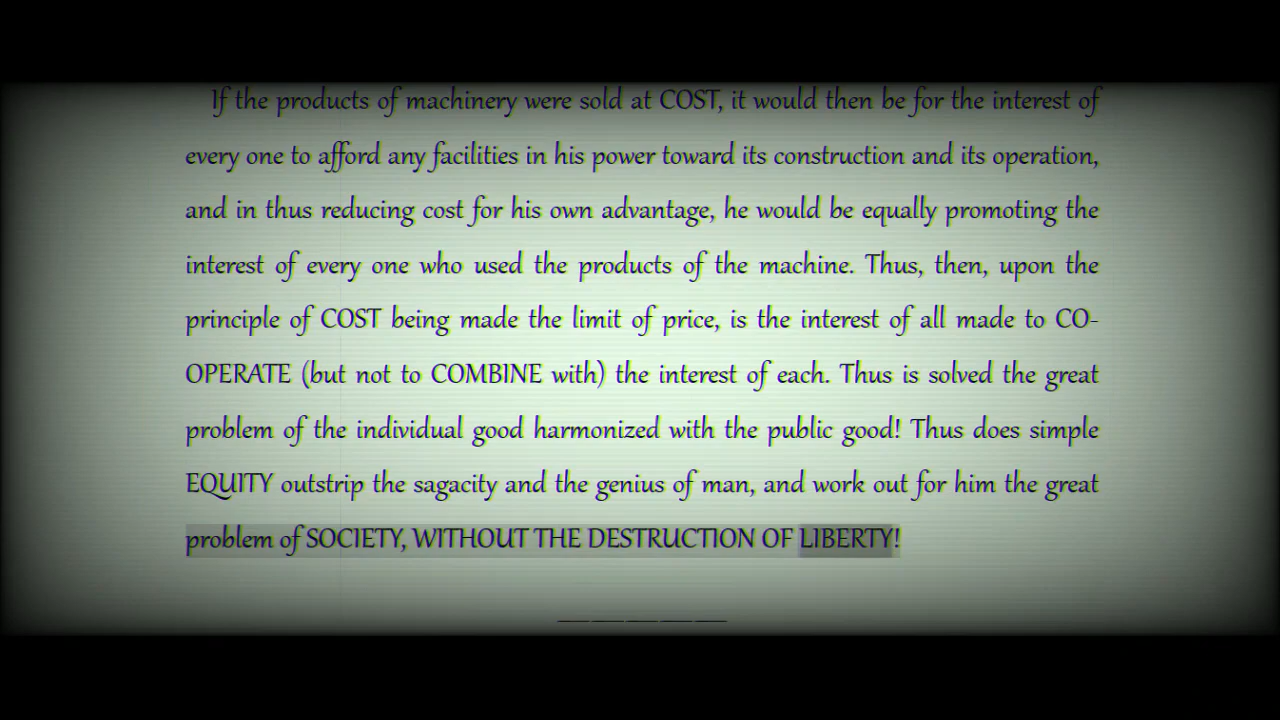 If the products of machinery were sold at COST, it would then be for the interest of
every one to afford any facilities in his power toward its construction and its operation,
and in thus reducing cost for his own advantage, he would be equally promoting the
interest of every one who used the products of the machine. Thus, then, upon the
principle of COST being made the limit of price, is the interest of all made to CO-
OPERATE (but not to COMBINE with) the interest of each. Thus is solved the great
problem of the individual good harmonized with the public good! Thus does simple
EQUITY outstrip the sagacity and the genius of man, and work out for him the great
problem of SOCIETY, WITHOUT THE DESTRUCTION OF LIBERTY!